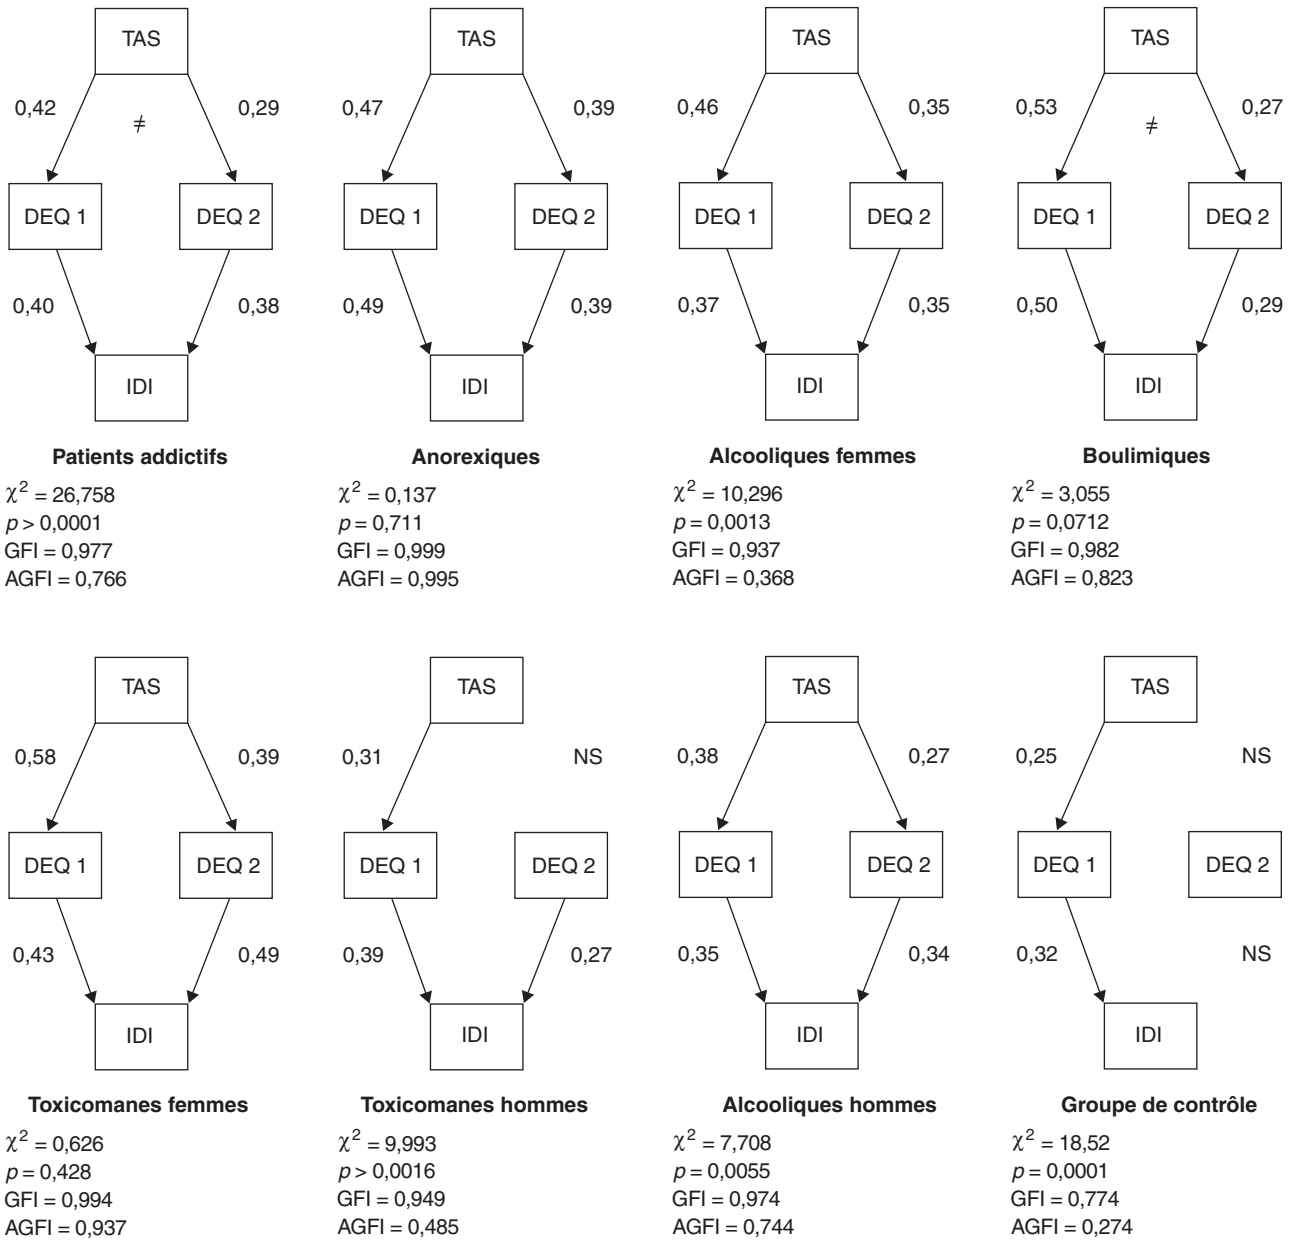 TAS
0,42
≠
0,29
DEQ 1
DEQ 2
0,40
0,38
IDI
Patients addictifs
χ² = 26,758
p > 0,0001
GFI = 0,977
AGFI = 0,766
TAS
0,47
0,39
DEQ 1
DEQ 2
0,49
0,39
IDI
Anorexiques
χ² = 0,137
p = 0,711
GFI = 0,999
AGFI = 0,995
TAS
0,46
0,35
DEQ 1
DEQ 2
0,37
0,35
IDI
Alcooliques femmes
χ² = 10,296
p = 0,0013
GFI = 0,937
AGFI = 0,368
TAS
0,53
≠
0,27
DEQ 1
DEQ 2
0,50
0,29
IDI
Boulimiques
χ² = 3,055
p = 0,0712
GFI = 0,982
AGFI = 0,823
TAS
0,58
0,39
DEQ 1
DEQ 2
0,43
0,49
IDI
Toxicomanes femmes
χ² = 0,626
p = 0,428
GFI = 0,994
AGFI = 0,937
TAS
0,31
NS
DEQ 1
DEQ 2
0,39
0,27
IDI
Toxicomanes hommes
χ² = 9,993
p > 0,0016
GFI = 0,949
AGFI = 0,485
TAS
0,38
0,27
DEQ 1
DEQ 2
0,35
0,34
IDI
Alcooliques hommes
χ² = 7,708
p = 0,0055
GFI = 0,974
AGFI = 0,744
TAS
0,25
NS
DEQ 1
DEQ 2
0,32
NS
IDI
Groupe de contrôle
χ² = 18,52
p = 0,0001
GFI = 0,774
AGFI = 0,274